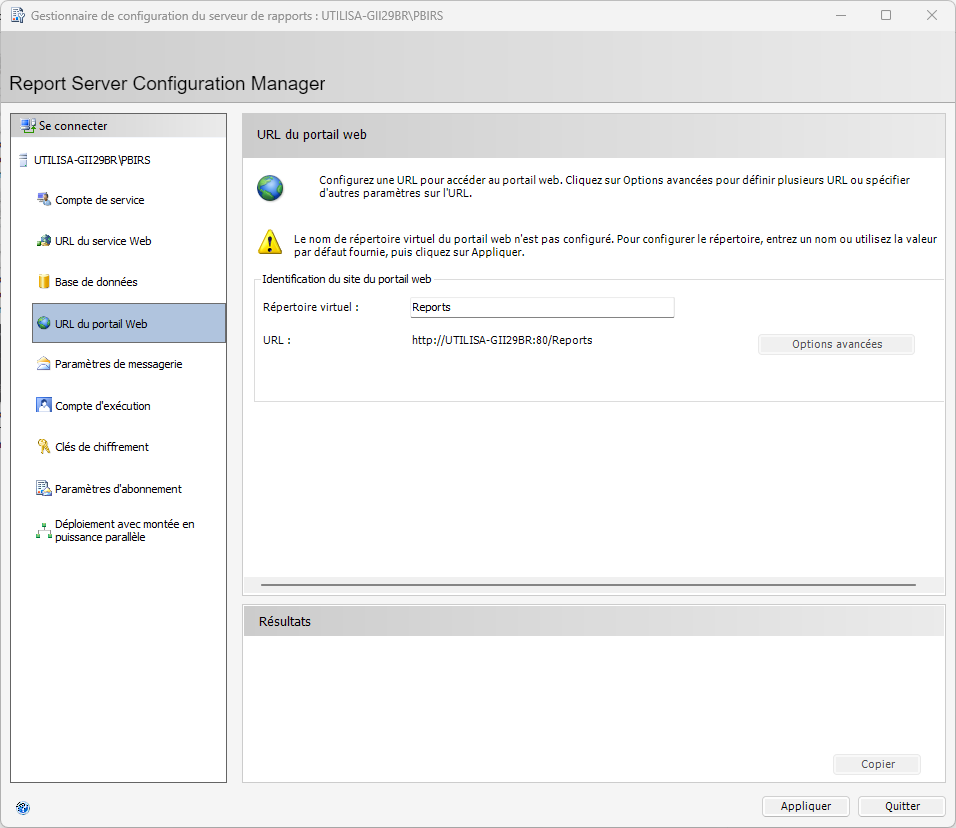 Gestionnaire de configuration du serveur de rapports : UTILISA-GII29BR\PBIRS
Report Server Configuration Manager
Se connecter
UTILISA-GII29BR\PBIRS
Compte de service
URL du service Web
Base de données
URL du portail Web
Paramètres de messagerie
Compte d'exécution
Clés de chiffrement
Paramètres d'abonnement
Déploiement avec montée en
puissance parallèle
URL du portail web
Configurez une URL pour accéder au portail web. Cliquez sur Options avancées pour définir plusieurs URL ou spécifier
d'autres paramètres sur l'URL.
Le nom de répertoire virtuel du portail web n'est pas configuré. Pour configurer le répertoire, entrez un nom ou utilisez la valeur
par défaut fournie, puis cliquez sur Appliquer.
Identification du site du portail web
Répertoire virtuel : Reports
URL : http://UTILISA-GII29BR:80/Reports
Options avancées
Résultats
Copier
Appliquer Quitter